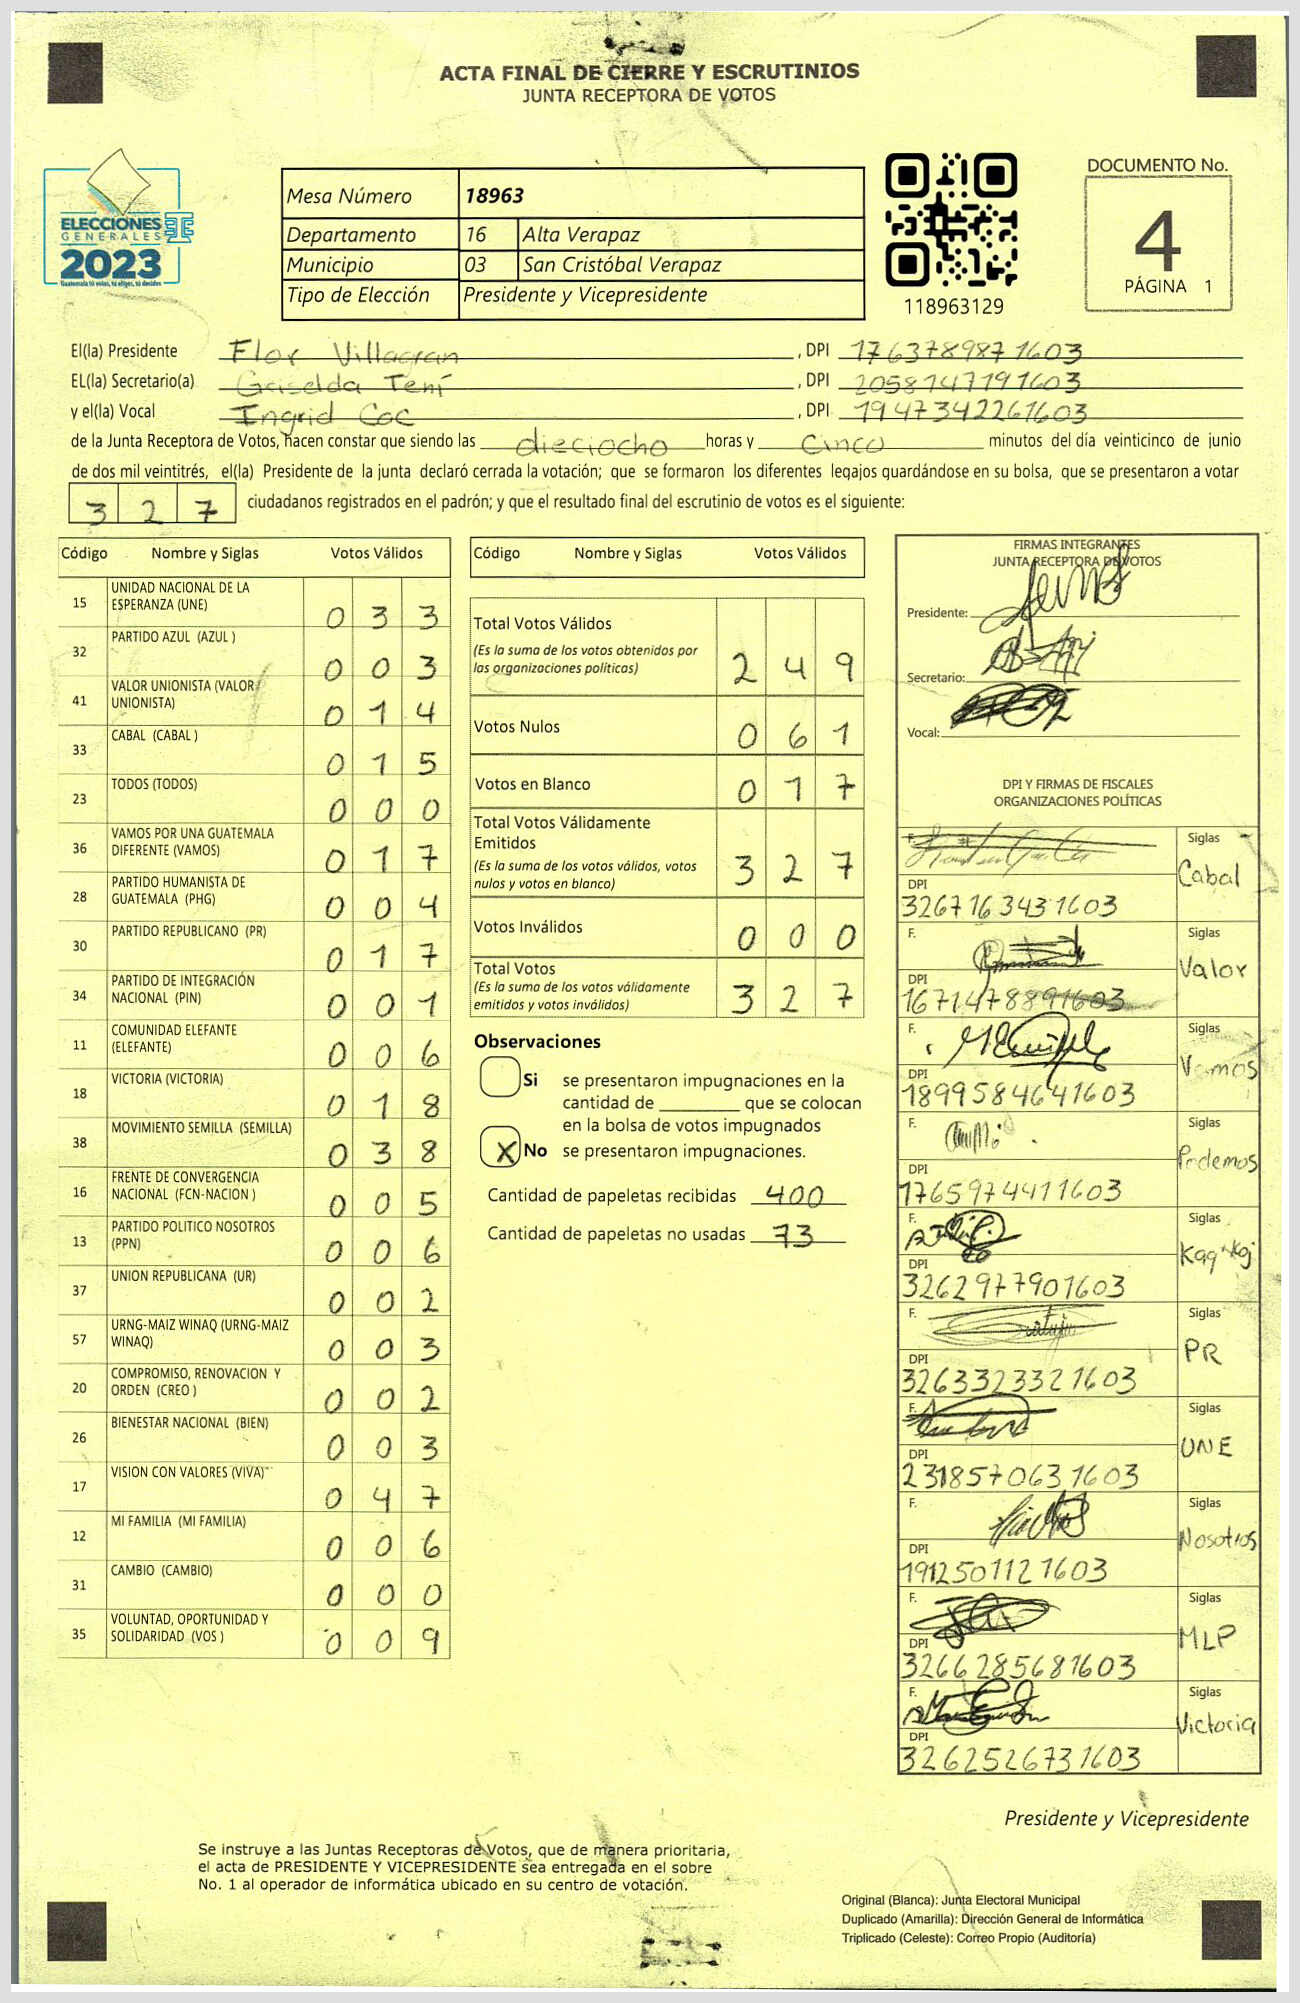 ACTA FINAL DE CIERRE Y ESCRUTINIOS
JUNTA RECEPTORA DE VOTOS
ELECCIONES
GENERALES
2023
Guatemala tú votas, tú eliges, tú decides
Mesa Número 18963
Departamento 16 Alta Verapaz
Municipio 03 San Cristóbal Verapaz
Tipo de Elección Presidente y Vicepresidente
118963129
DOCUMENTO No.
4
PÁGINA 1
El(la) Presidente Flor Villagran , DPI 1763789871603
EL(la) Secretario(a) Griselda Tení , DPI 2058147191603
y el(la) Vocal Ingrid Coc , DPI 1947342261603
de la Junta Receptora de Votos, hacen constar que siendo las dieciocho horas y cinco minutos del día veinticinco de junio
de dos mil veintitrés, el(la) Presidente de la junta declaró cerrada la votación; que se formaron los diferentes legajos guardándose en su bolsa, que se presentaron a votar
3 2 7 ciudadanos registrados en el padrón; y que el resultado final del escrutinio de votos es el siguiente:
Código Nombre y Siglas Votos Válidos
15 UNIDAD NACIONAL DE LA
ESPERANZA (UNE) 0 3 3
32 PARTIDO AZUL (AZUL ) 0 0 3
41 VALOR UNIONISTA (VALOR
UNIONISTA) 0 1 4
33 CABAL (CABAL ) 0 1 5
23 TODOS (TODOS) 0 0 0
36 VAMOS POR UNA GUATEMALA
DIFERENTE (VAMOS) 0 1 7
28 PARTIDO HUMANISTA DE
GUATEMALA (PHG) 0 0 4
30 PARTIDO REPUBLICANO (PR) 0 1 7
34 PARTIDO DE INTEGRACIÓN
NACIONAL (PIN) 0 0 1
11 COMUNIDAD ELEFANTE
(ELEFANTE) 0 0 6
18 VICTORIA (VICTORIA) 0 1 8
38 MOVIMIENTO SEMILLA (SEMILLA) 0 3 8
16 FRENTE DE CONVERGENCIA
NACIONAL (FCN-NACION ) 0 0 5
13 PARTIDO POLITICO NOSOTROS
(PPN) 0 0 6
37 UNION REPUBLICANA (UR) 0 0 2
57 URNG-MAIZ WINAQ (URNG-MAIZ
WINAQ) 0 0 3
20 COMPROMISO, RENOVACION Y
ORDEN (CREO ) 0 0 2
26 BIENESTAR NACIONAL (BIEN) 0 0 3
17 VISION CON VALORES (VIVA) 0 4 7
12 MI FAMILIA (MI FAMILIA) 0 0 6
31 CAMBIO (CAMBIO) 0 0 0
35 VOLUNTAD, OPORTUNIDAD Y
SOLIDARIDAD (VOS ) 0 0 9
Código Nombre y Siglas Votos Válidos
Total Votos Válidos
(Es la suma de los votos obtenidos por
las organizaciones políticas) 2 4 9
Votos Nulos 0 6 1
Votos en Blanco 0 1 7
Total Votos Válidamente
Emitidos
(Es la suma de los votos válidos, votos
nulos y votos en blanco) 3 2 7
Votos Inválidos 0 0 0
Total Votos
(Es la suma de los votos válidamente
emitidos y votos inválidos) 3 2 7
Observaciones
Si se presentaron impugnaciones en la
cantidad de ________ que se colocan
en la bolsa de votos impugnados
X No se presentaron impugnaciones.
Cantidad de papeletas recibidas 400
Cantidad de papeletas no usadas 73
FIRMAS INTEGRANTES
JUNTA RECEPTORA DE VOTOS
Presidente:
Secretario:
Vocal:
DPI Y FIRMAS DE FISCALES
ORGANIZACIONES POLÍTICAS
F. Siglas
Cabal
DPI
3267163431603
F. Siglas
Valor
DPI
1671478891603
F. Siglas
Vamos
DPI
1899584641603
F. Siglas
Podemos
DPI
1765974411603
F. Siglas
DPI
3262977901603
F. Siglas
PR
DPI
3263323321603
F. Siglas
UNE
DPI
2318570631603
F. Siglas
Nosotros
DPI
1912501121603
F. Siglas
MLP
DPI
3266285681603
F. Siglas
Victoria
DPI
3262526731603
Presidente y Vicepresidente
Se instruye a las Juntas Receptoras de Votos, que de manera prioritaria,
el acta de PRESIDENTE Y VICEPRESIDENTE sea entregada en el sobre
No. 1 al operador de informática ubicado en su centro de votación.
Original (Blanca): Junta Electoral Municipal
Duplicado (Amarilla): Dirección General de Informática
Triplicado (Celeste): Correo Propio (Auditoría)